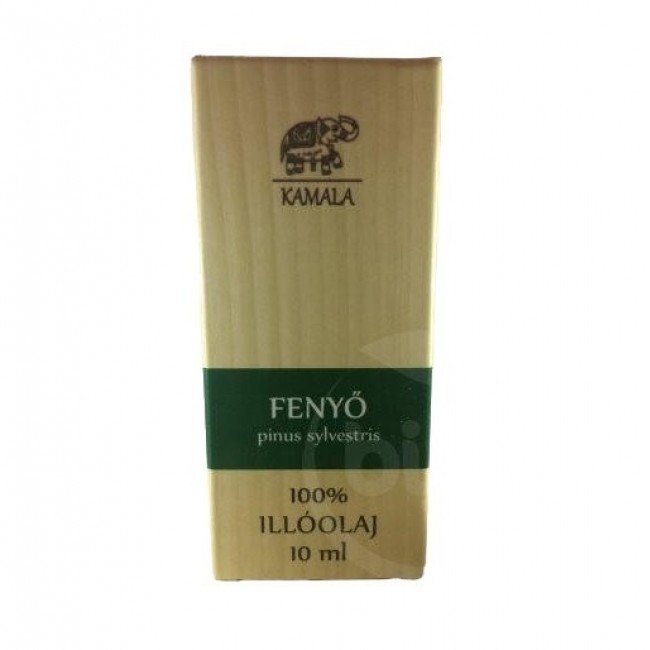 KAMALA
FENYŐ
pinus sylvestris
100%
ILLÓOLAJ
10 ml